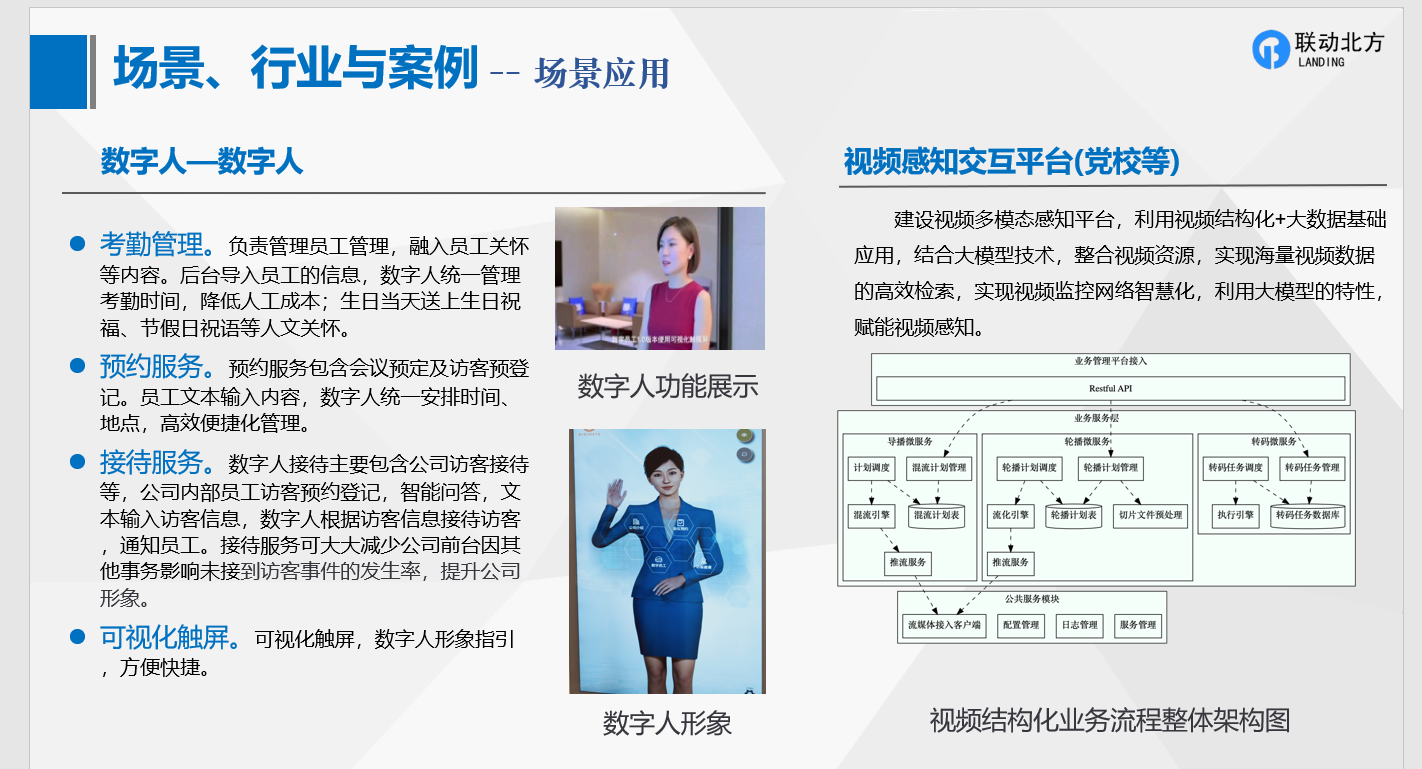 场景、行业与案例 -- 场景应用
联动北方
LANDING
数字人—数字人
考勤管理。负责管理员工管理，融入员工关怀
等内容。后台导入员工的信息，数字人统一管理
考勤时间，降低人工成本；生日当天送上生日祝
福、节假日祝语等人文关怀。
预约服务。预约服务包含会议预定及访客预登
记。员工文本输入内容，数字人统一安排时间、
地点，高效便捷化管理。
接待服务。数字人接待主要包含公司访客接待
等，公司内部员工访客预约登记，智能问答，文
本输入访客信息，数字人根据访客信息接待访客
，通知员工。接待服务可大大减少公司前台因其
他事务影响未接到访客事件的发生率，提升公司
形象。
可视化触屏。可视化触屏，数字人形象指引
，方便快捷。
数字人功能展示
数字人形象
视频感知交互平台(党校等)
建设视频多模态感知平台，利用视频结构化+大数据基础
应用，结合大模型技术，整合视频资源，实现海量视频数据
的高效检索，实现视频监控网络智慧化，利用大模型的特性，
赋能视频感知。
业务管理平台接入
Restful API
业务服务层
导播微服务
轮播微服务
转码微服务
计划调度
混流计划管理
轮播计划调度
轮播计划管理
转码任务调度
转码任务管理
混流引擎
混流计划表
流化引擎
轮播计划表
切片文件预处理
执行引擎
转码任务数据库
推流服务
推流服务
公共服务模块
流媒体接入客户端
配置管理
日志管理
服务管理
视频结构化业务流程整体架构图